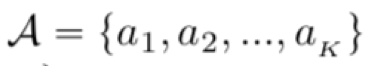 𝒜 = {a₁, a₂, ..., a_K}